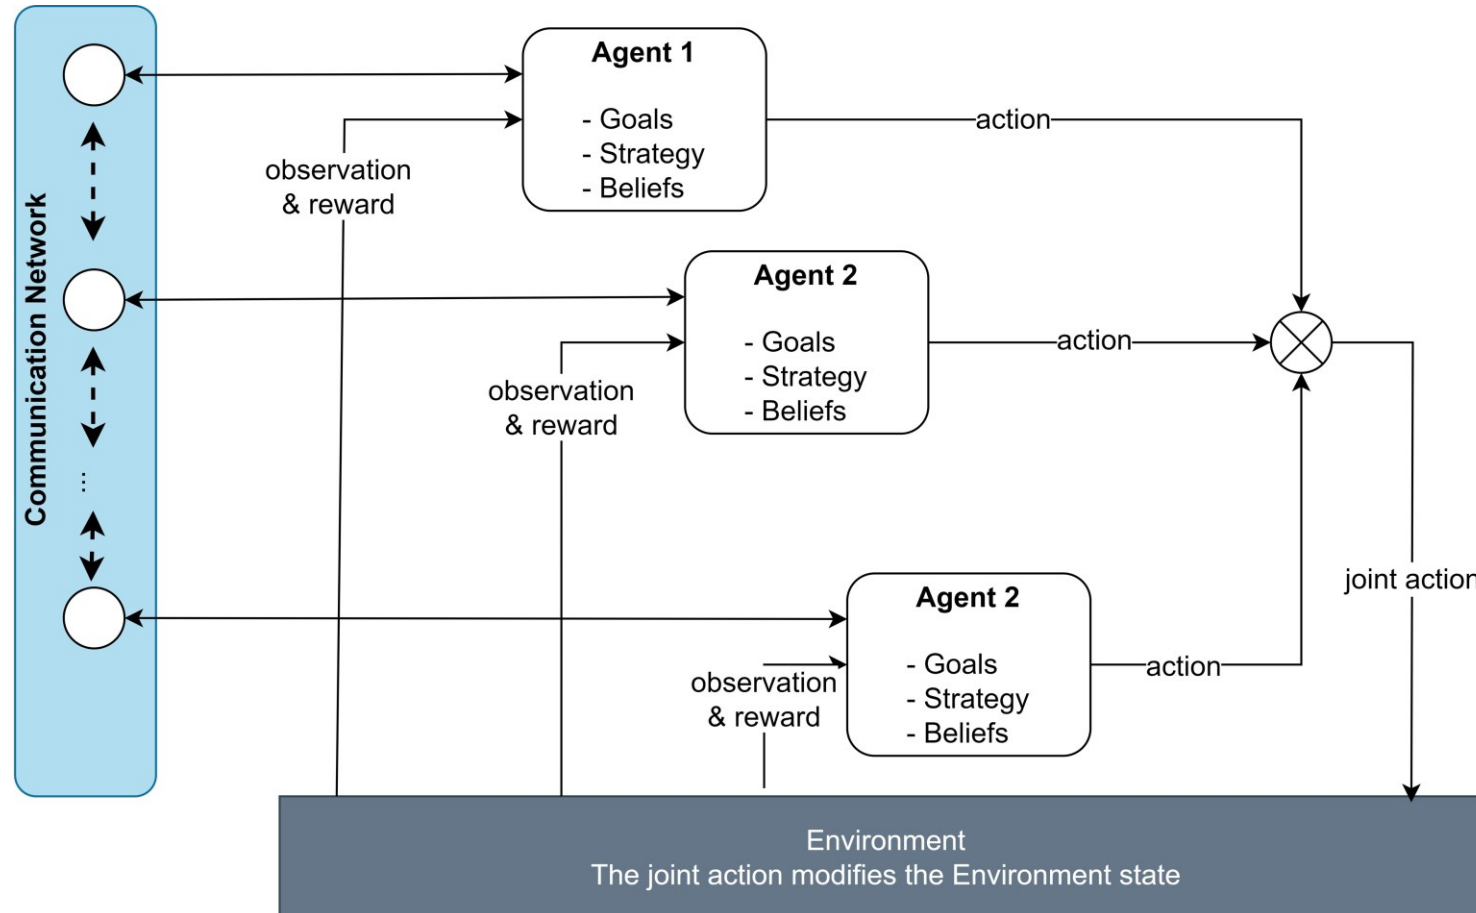 Communication Network
...
Agent 1
- Goals
- Strategy
- Beliefs
observation
& reward
action
Agent 2
- Goals
- Strategy
- Beliefs
observation
& reward
action
Agent 2
- Goals
- Strategy
- Beliefs
observation
& reward
action
joint action
Environment
The joint action modifies the Environment state